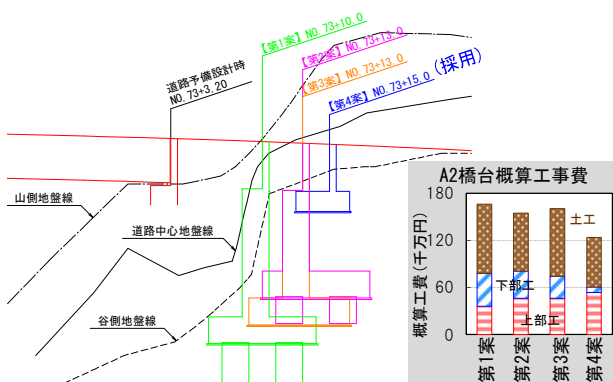 【第1案】NO.73+10.0
【第2案】NO.73+13.0
【第3案】NO.73+13.0
【第4案】NO.73+15.0(採用)
道路予備設計時
NO.73+3.20
山側地盤線
道路中心地盤線
谷側地盤線
A2橋台概算工事費
概算工事費(千万円)
180
120
60
0
土工
下部工
上部工
第1案
第2案
第3案
第4案